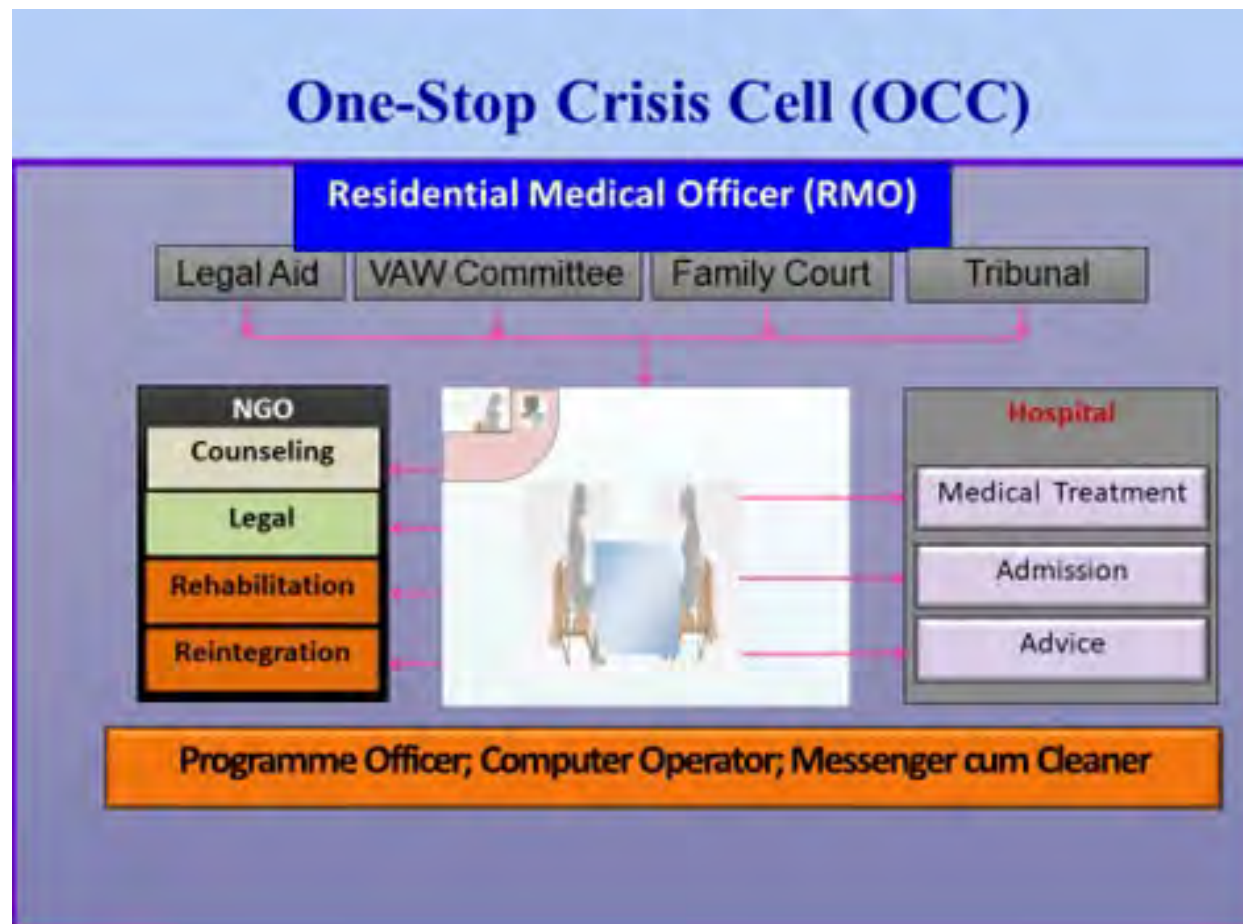 One-Stop Crisis Cell (OCC)
Residential Medical Officer (RMO)
Legal Aid
VAW Committee
Family Court
Tribunal
NGO
Counseling
Legal
Rehabilitation
Reintegration
Hospital
Medical Treatment
Admission
Advice
Programme Officer; Computer Operator; Messenger cum Cleaner